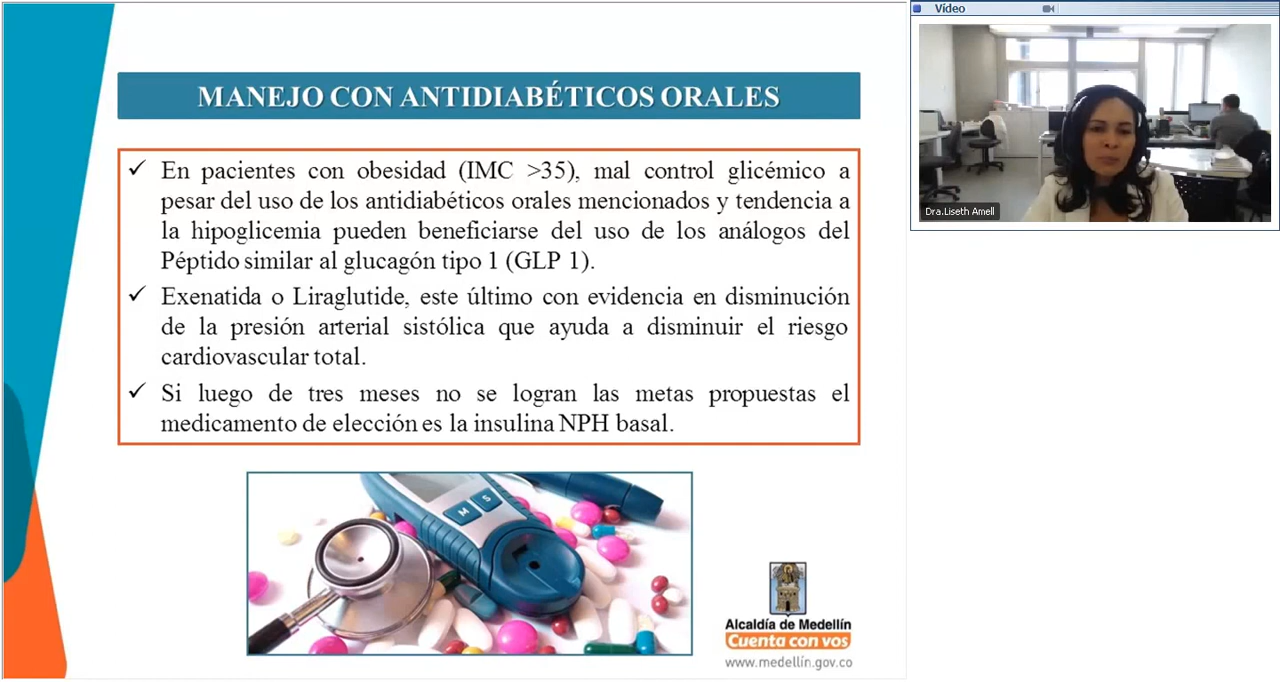 MANEJO CON ANTIDIABÉTICOS ORALES
✓ En pacientes con obesidad (IMC >35), mal control glicémico a
pesar del uso de los antidiabéticos orales mencionados y tendencia a
la hipoglicemia pueden beneficiarse del uso de los análogos del
Péptido similar al glucagón tipo 1 (GLP 1).
✓ Exenatida o Liraglutide, este último con evidencia en disminución
de la presión arterial sistólica que ayuda a disminuir el riesgo
cardiovascular total.
✓ Si luego de tres meses no se logran las metas propuestas el
medicamento de elección es la insulina NPH basal.
M
S
Alcaldía de Medellín
Cuenta con vos
www.medellín.gov.co
Vídeo
Dra.Liseth Amell